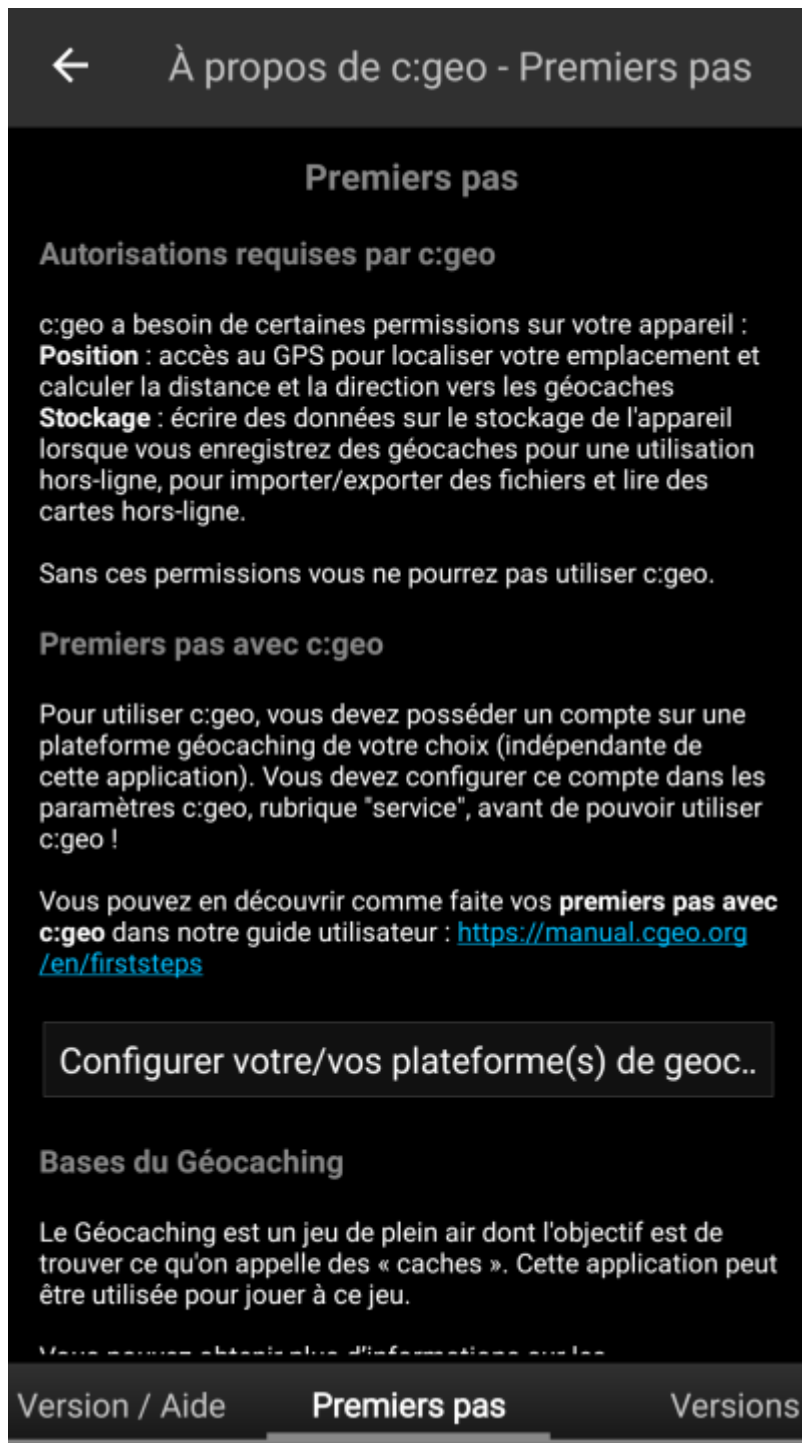 À propos de c:geo - Premiers pas
Premiers pas
Autorisations requises par c:geo
c:geo a besoin de certaines permissions sur votre appareil :
Position : accès au GPS pour localiser votre emplacement et
calculer la distance et la direction vers les géocaches
Stockage : écrire des données sur le stockage de l'appareil
lorsque vous enregistrez des géocaches pour une utilisation
hors-ligne, pour importer/exporter des fichiers et lire des
cartes hors-ligne.
Sans ces permissions vous ne pourrez pas utiliser c:geo.
Premiers pas avec c:geo
Pour utiliser c:geo, vous devez posséder un compte sur une
plateforme géocaching de votre choix (indépendante de
cette application). Vous devez configurer ce compte dans les
paramètres c:geo, rubrique "service", avant de pouvoir utiliser
c:geo !
Vous pouvez en découvrir comme faite vos premiers pas avec
c:geo dans notre guide utilisateur : https://manual.cgeo.org
/en/firststeps
Configurer votre/vos plateforme(s) de geoc..
Bases du Géocaching
Le Géocaching est un jeu de plein air dont l'objectif est de
trouver ce qu'on appelle des « caches ». Cette application peut
être utilisée pour jouer à ce jeu.
Vous pouvez obtenir plus d'informations sur les
Version / Aide Premiers pas Versions